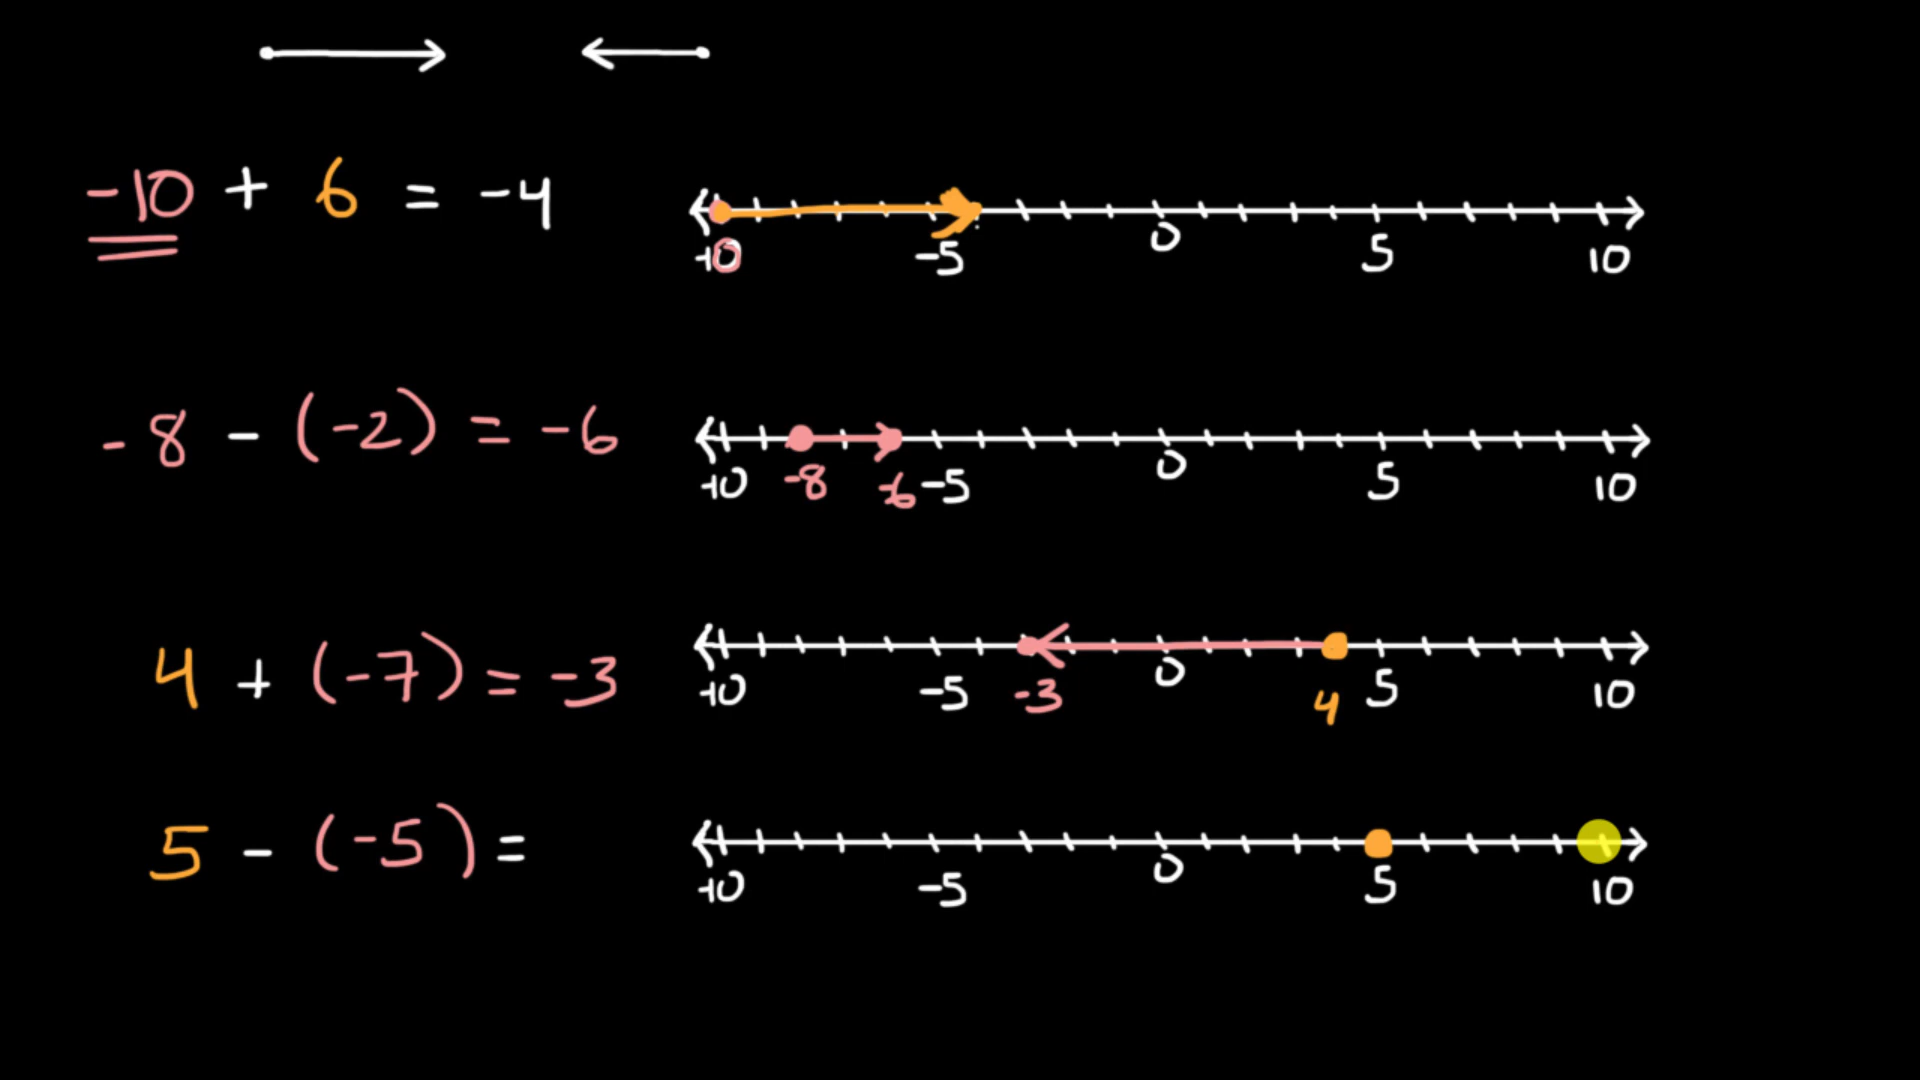 -10 + 6 = -4
-10 -5 0 5 10
-8 - (-2) = -6
-10 -8 -6 -5 0 5 10
4 + (-7) = -3
-10 -5 -3 0 4 5 10
5 - (-5) =
-10 -5 0 5 10